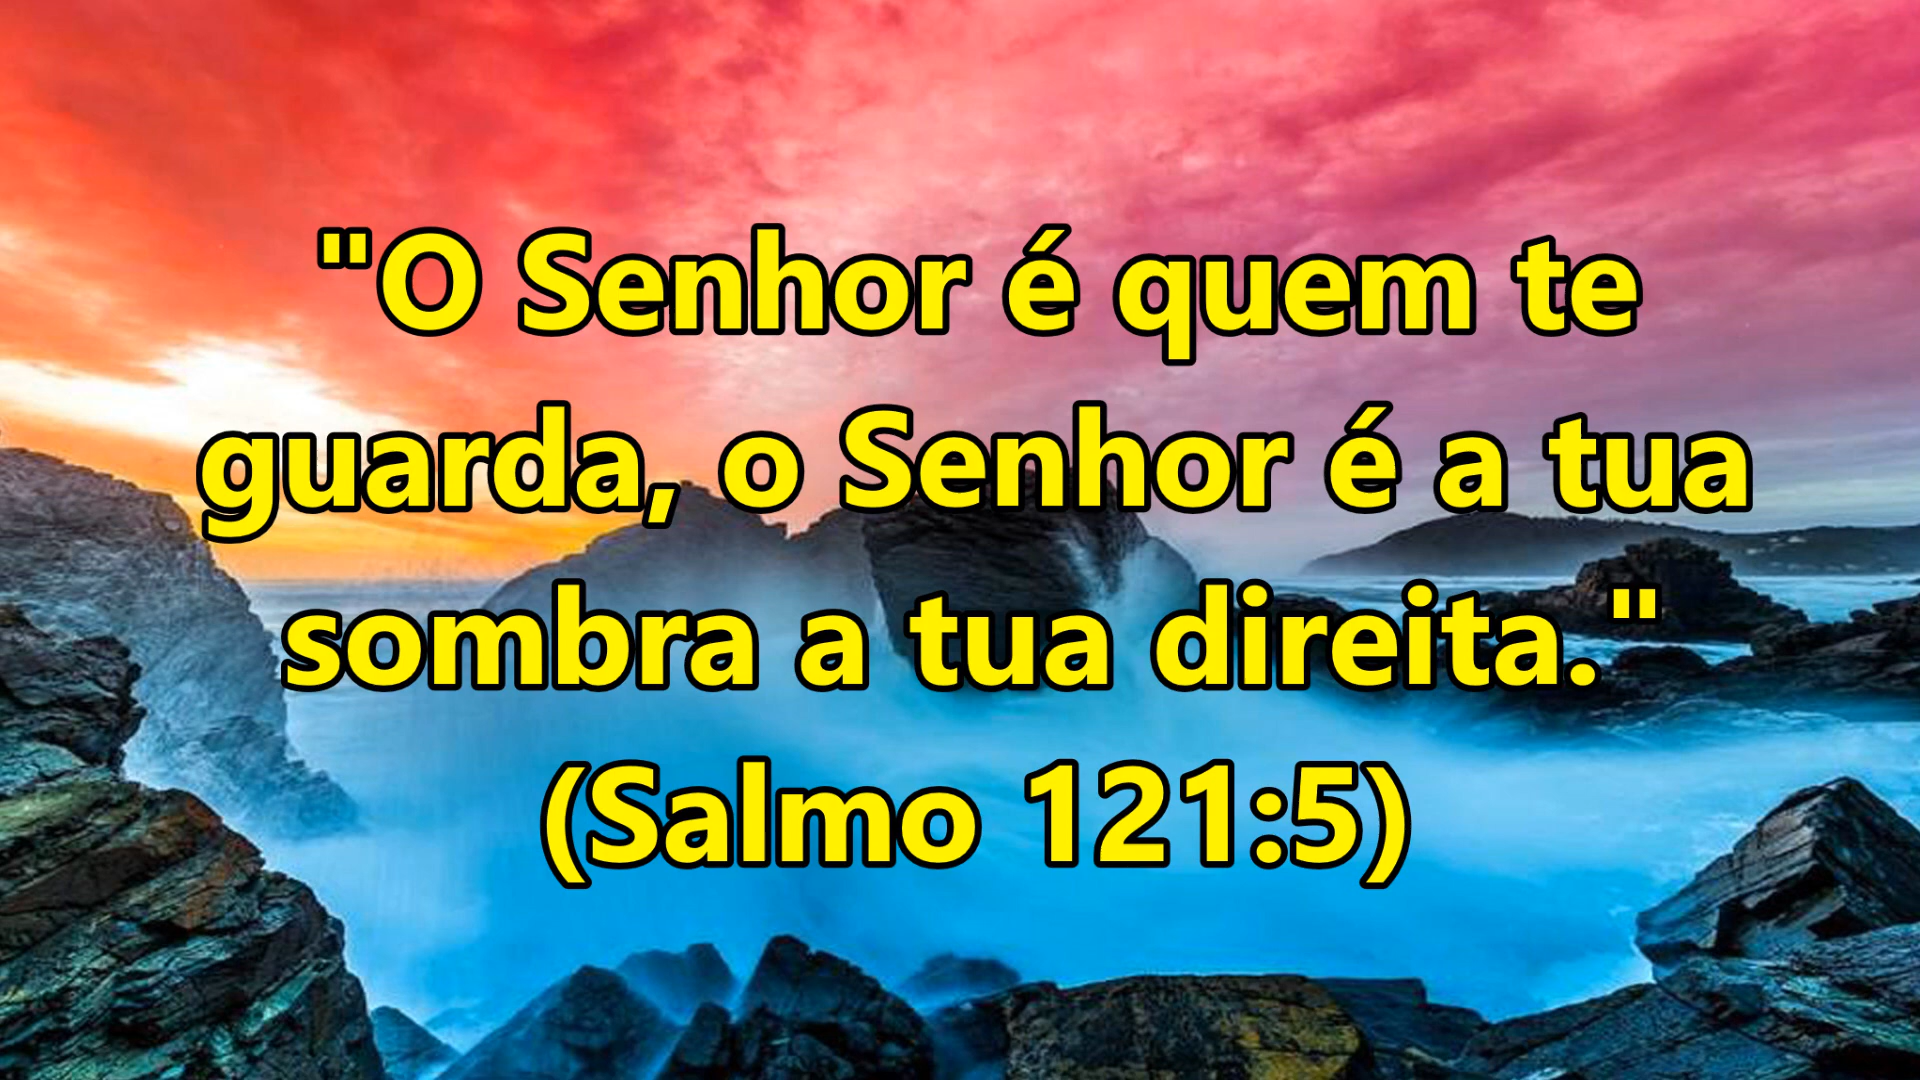 "O Senhor é quem te
guarda, o Senhor é a tua
sombra a tua direita."
(Salmo 121:5)